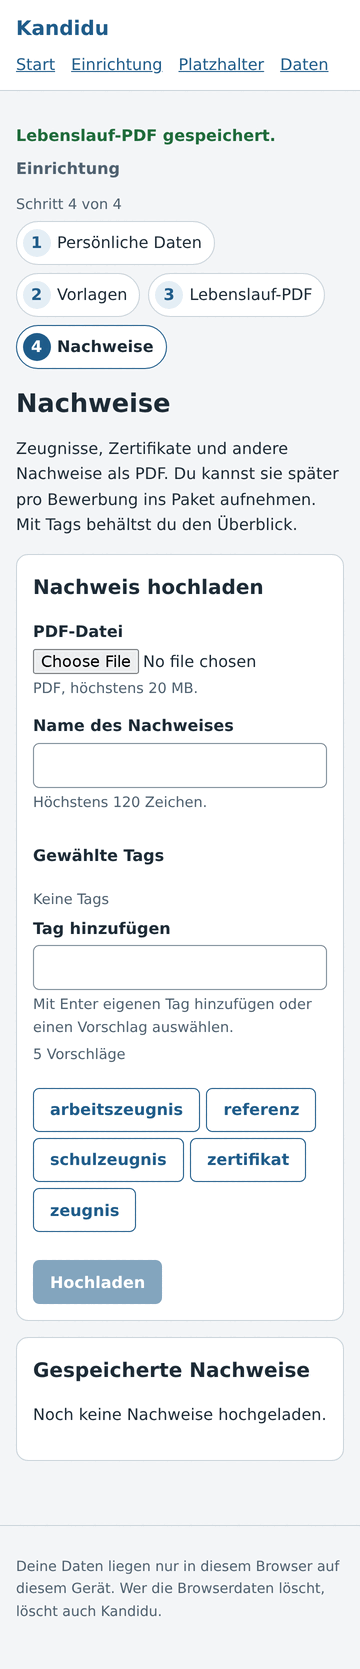 Kandidu
Start Einrichtung Platzhalter Daten
Lebenslauf-PDF gespeichert.
Einrichtung
Schritt 4 von 4
1 Persönliche Daten
2 Vorlagen 3 Lebenslauf-PDF
4 Nachweise
Nachweise
Zeugnisse, Zertifikate und andere
Nachweise als PDF. Du kannst sie später
pro Bewerbung ins Paket aufnehmen.
Mit Tags behältst du den Überblick.
Nachweis hochladen
PDF-Datei
Choose File No file chosen
PDF, höchstens 20 MB.
Name des Nachweises
Höchstens 120 Zeichen.
Gewählte Tags
Keine Tags
Tag hinzufügen
Mit Enter eigenen Tag hinzufügen oder
einen Vorschlag auswählen.
5 Vorschläge
arbeitszeugnis referenz
schulzeugnis zertifikat
zeugnis
Hochladen
Gespeicherte Nachweise
Noch keine Nachweise hochgeladen.
Deine Daten liegen nur in diesem Browser auf
diesem Gerät. Wer die Browserdaten löscht,
löscht auch Kandidu.